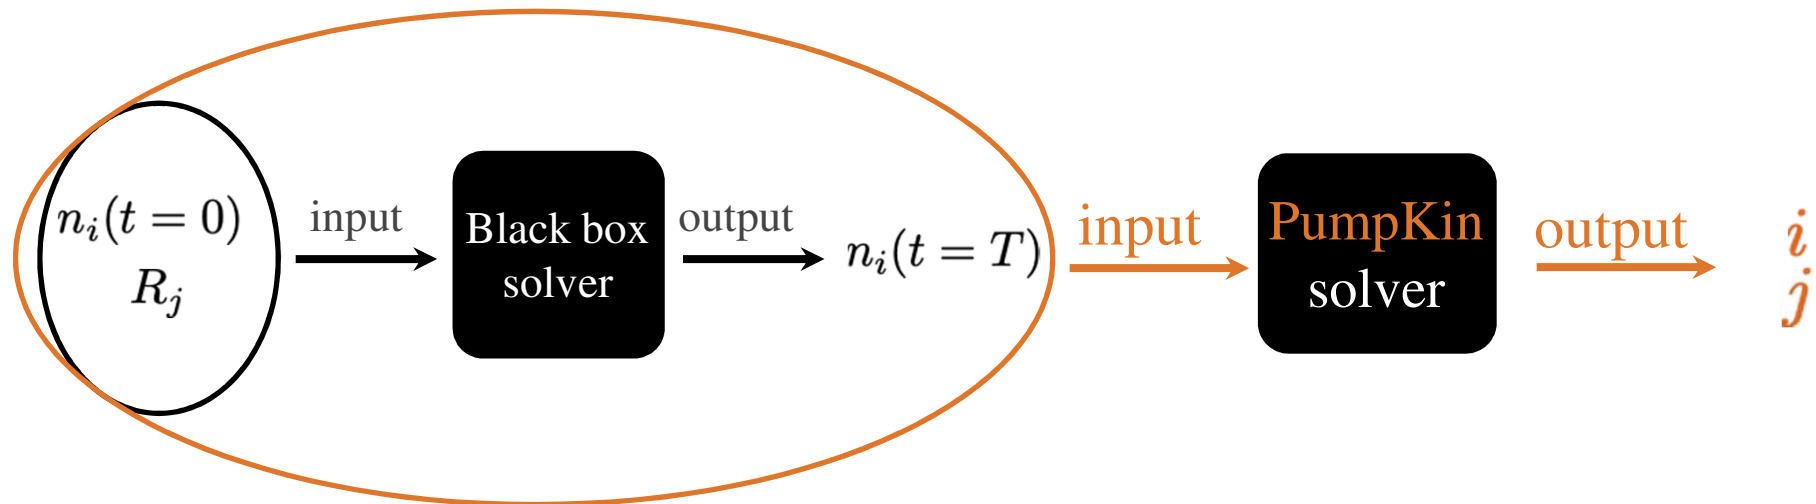 n_i(t = 0)
R_j
input
Black box
solver
output
n_i(t = T)
input
PumpKin
solver
output
i
j